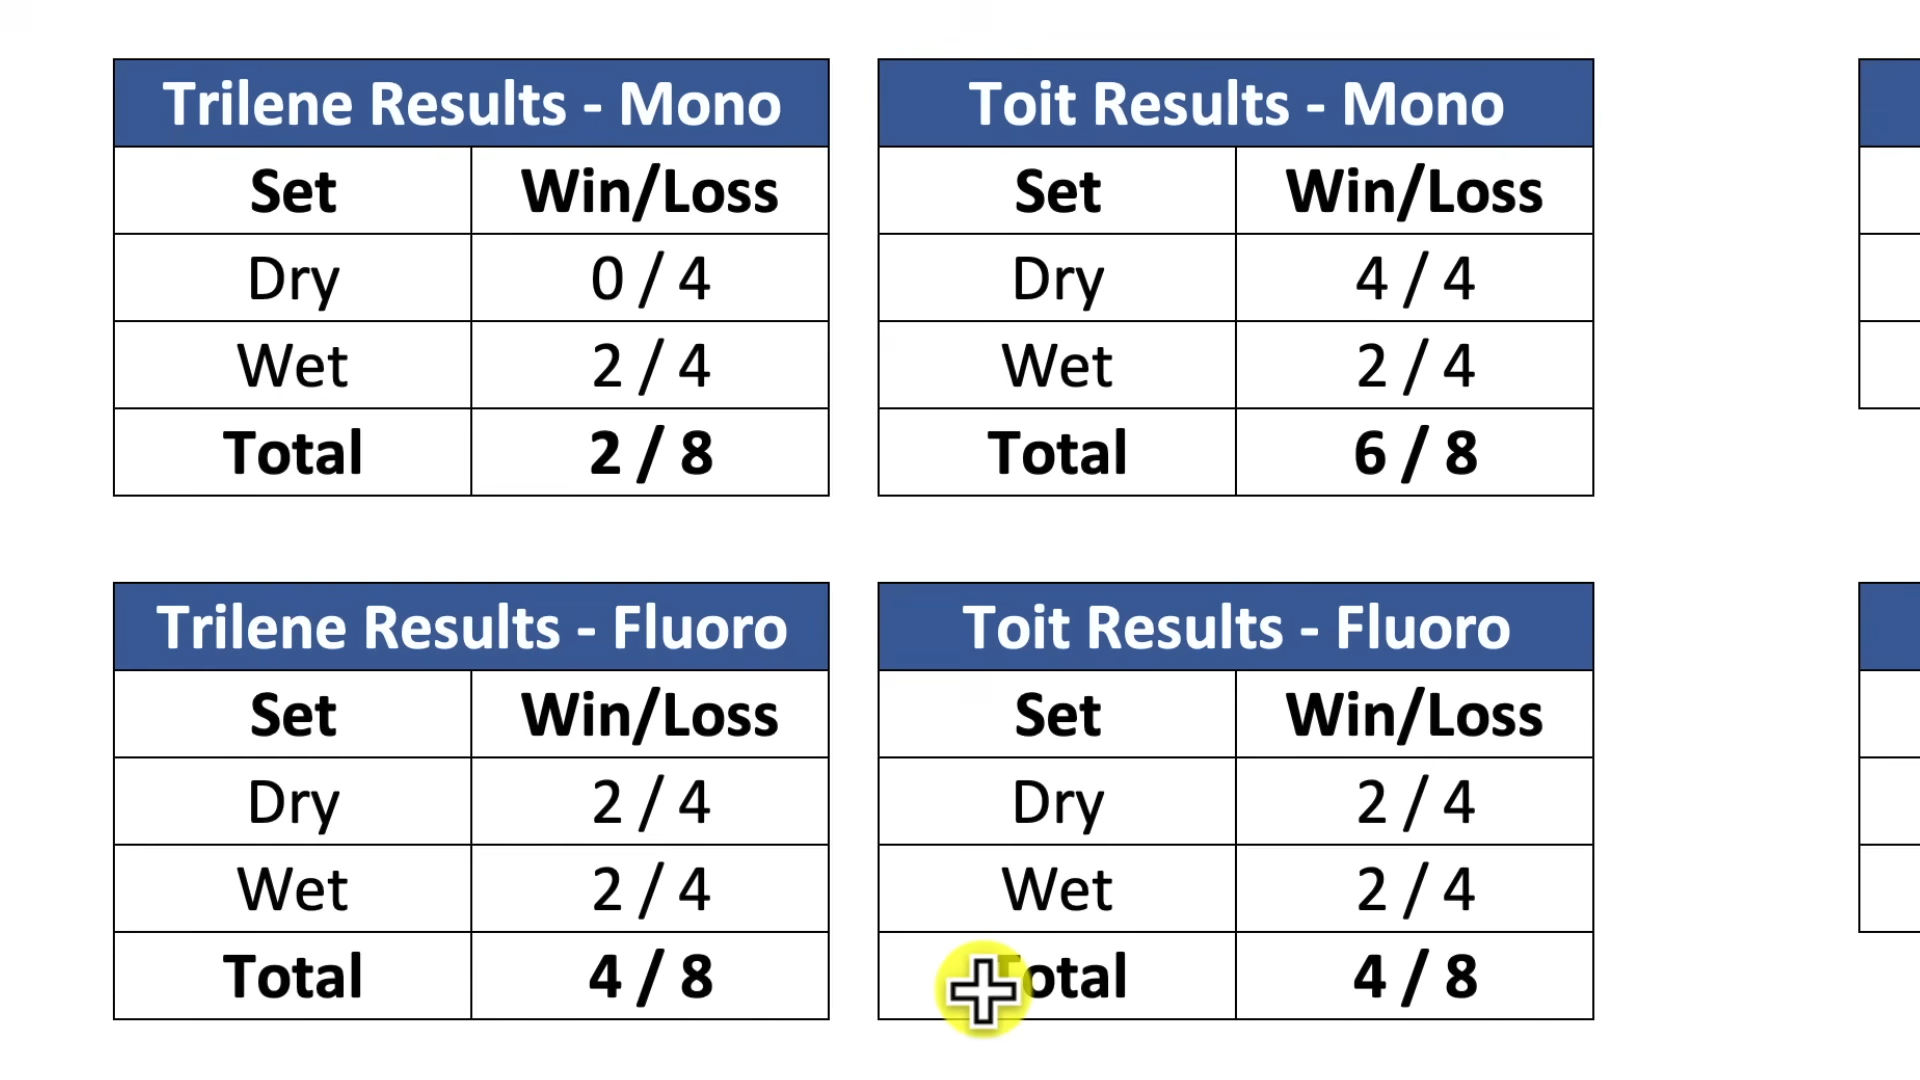 Trilene Results - Mono
Set Win/Loss
Dry 0 / 4
Wet 2 / 4
Total 2 / 8
Toit Results - Mono
Set Win/Loss
Dry 4 / 4
Wet 2 / 4
Total 6 / 8
Trilene Results - Fluoro
Set Win/Loss
Dry 2 / 4
Wet 2 / 4
Total 4 / 8
Toit Results - Fluoro
Set Win/Loss
Dry 2 / 4
Wet 2 / 4
Total 4 / 8